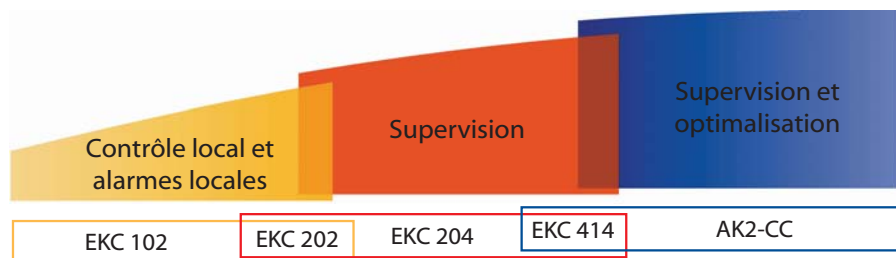 Contrôle local et
alarmes locales
Supervision
Supervision et
optimalisation
EKC 102
EKC 202
EKC 204
EKC 414
AK2-CC